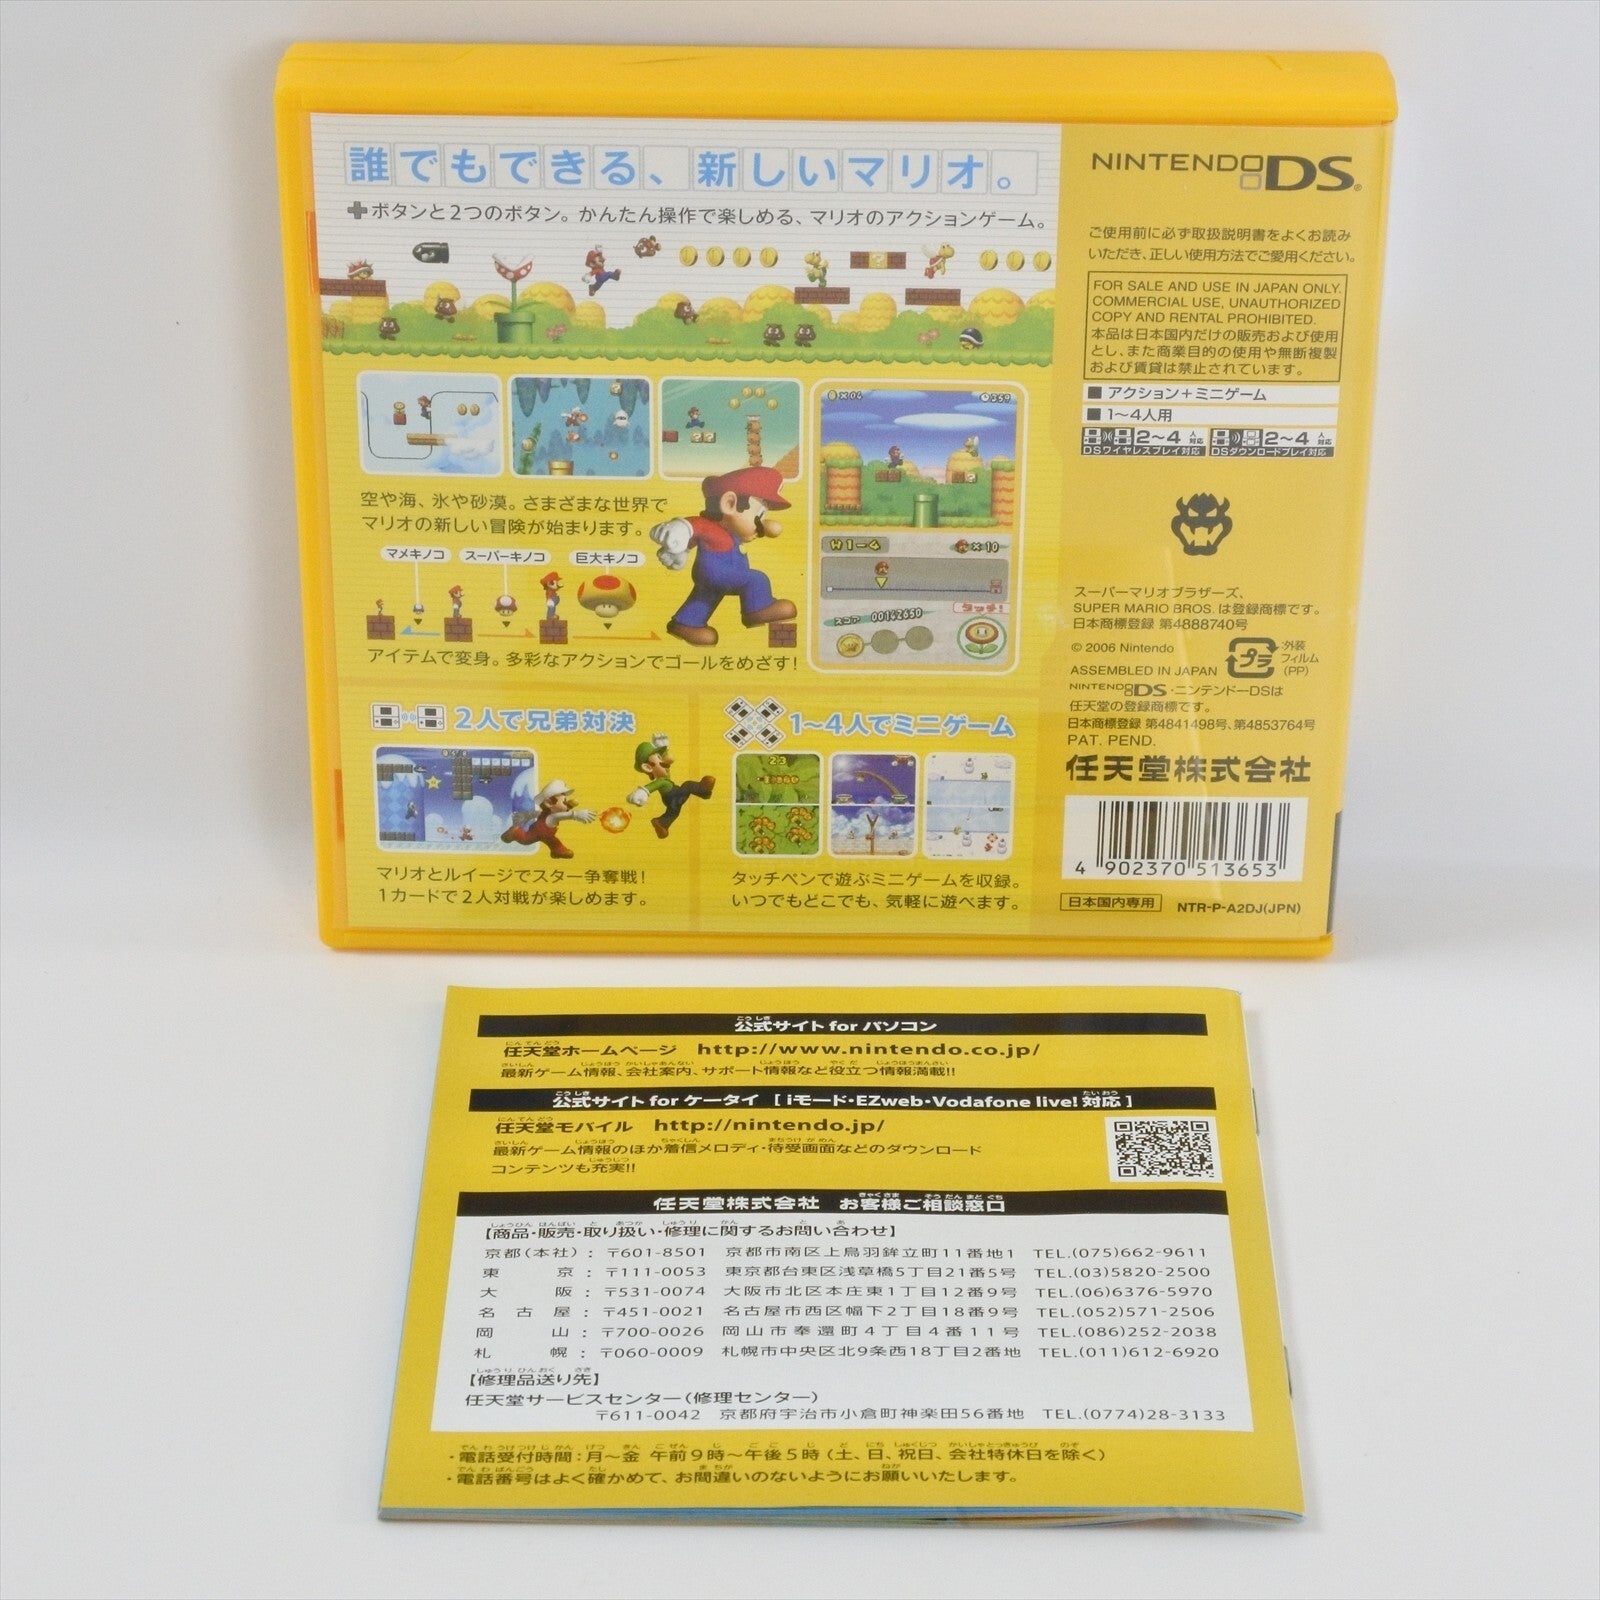 誰でもできる、新しいマリオ。
✚ボタンと2つのボタン。かんたん操作で楽しめる、マリオのアクションゲーム。
×04
359
W1-4
×10
スコア 00142650
タッチ!
空や海、氷や砂漠。さまざまな世界で
マリオの新しい冒険が始まります。
マメキノコ スーパーキノコ 巨大キノコ
アイテムで変身。多彩なアクションでゴールをめざす!
2人で兄弟対決
マリオとルイージでスター争奪戦!
1カードで2人対戦が楽しめます。
1〜4人でミニゲーム
23
タッチペンで遊ぶミニゲームを収録。
いつでもどこでも、気軽に遊べます。
NINTENDO DS®
ご使用前に必ず取扱説明書をよくお読み
いただき、正しい使用方法でご愛用ください。
FOR SALE AND USE IN JAPAN ONLY.
COMMERCIAL USE, UNAUTHORIZED
COPY AND RENTAL PROHIBITED.
本品は日本国内だけの販売および使用
とし、また商業目的の使用や無断複製
および賃貸は禁止されています。
■ アクション+ミニゲーム
■ 1〜4人用
2〜4人対応 DSワイヤレスプレイ対応
2〜4人対応 DSダウンロードプレイ対応
スーパーマリオブラザーズ、
SUPER MARIO BROS. は登録商標です。
日本商標登録 第4888740号
© 2006 Nintendo
ASSEMBLED IN JAPAN
プラ
外装
フィルム
(PP)
NINTENDO DS・ニンテンドーDSは
任天堂の登録商標です。
日本商標登録 第4841498号、第4853764号
PAT. PEND.
任天堂株式会社
4 902370 513653
日本国内専用
NTR-P-A2DJ(JPN)
公式サイト for パソコン
任天堂ホームページ http://www.nintendo.co.jp/
最新ゲーム情報、会社案内、サポート情報など役立つ情報満載!!
公式サイト for ケータイ [ iモード・EZweb・Vodafone live! 対応 ]
任天堂モバイル http://nintendo.jp/
最新ゲーム情報のほか着信メロディ・待受画面などのダウンロード
コンテンツも充実!!
任天堂株式会社 お客様ご相談窓口
【商品・販売・取り扱い・修理に関するお問い合わせ】
京都(本社):〒601-8501 京都市南区上鳥羽鉾立町11番地1 TEL.(075)662-9611
東京:〒111-0053 東京都台東区浅草橋5丁目21番5号 TEL.(03)5820-2500
大阪:〒531-0074 大阪市北区本庄東1丁目12番9号 TEL.(06)6376-5970
名古屋:〒451-0021 名古屋市西区幅下2丁目18番9号 TEL.(052)571-2506
岡山:〒700-0026 岡山市奉還町4丁目4番11号 TEL.(086)252-2038
札幌:〒060-0009 札幌市中央区北9条西18丁目2番地 TEL.(011)612-6920
【修理品送り先】
任天堂サービスセンター(修理センター)
〒611-0042 京都府宇治市小倉町神楽田56番地 TEL.(0774)28-3133
・電話受付時間:月〜金 午前9時〜午後5時(土、日、祝日、会社特休日を除く)
・電話番号はよく確かめて、お間違いのないようにお願いいたします。